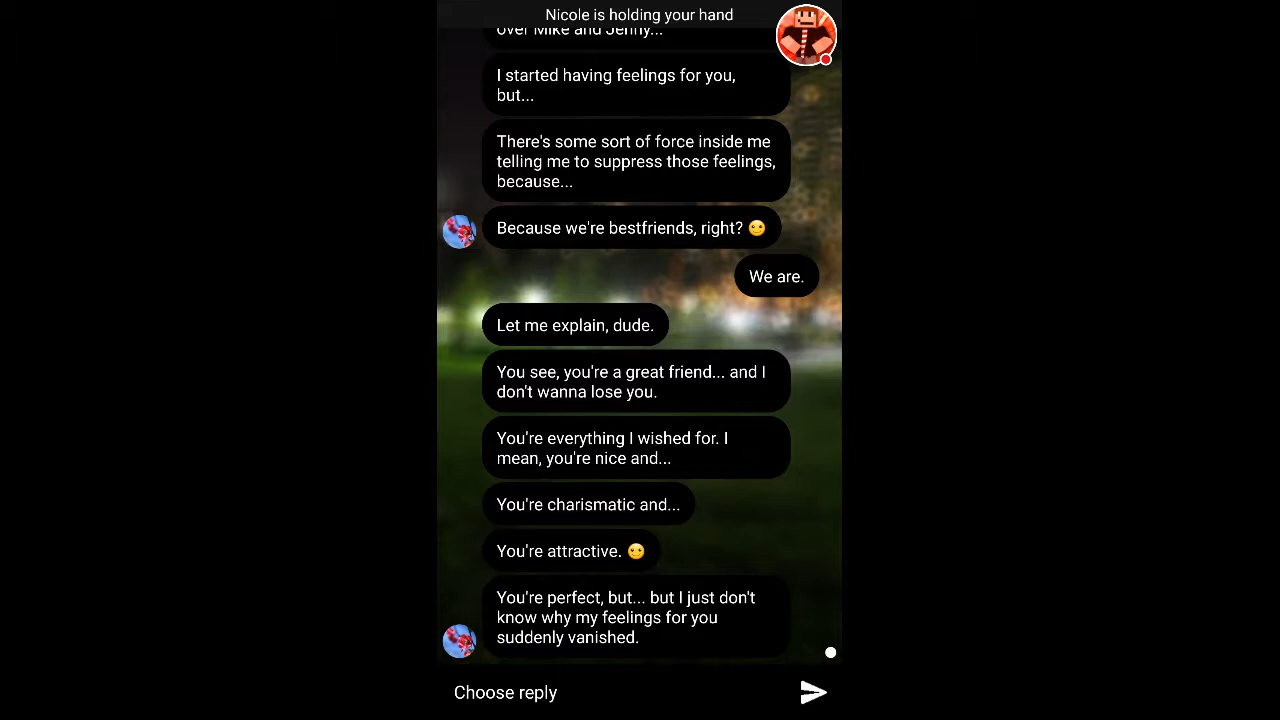 Nicole is holding your hand
over Mike and Jenny...
I started having feelings for you,
but...
There's some sort of force inside me
telling me to suppress those feelings,
because...
Because we're bestfriends, right? 🙂
We are.
Let me explain, dude.
You see, you're a great friend... and I
don't wanna lose you.
You're everything I wished for. I
mean, you're nice and...
You're charismatic and...
You're attractive. 🙂
You're perfect, but... but I just don't
know why my feelings for you
suddenly vanished.
Choose reply